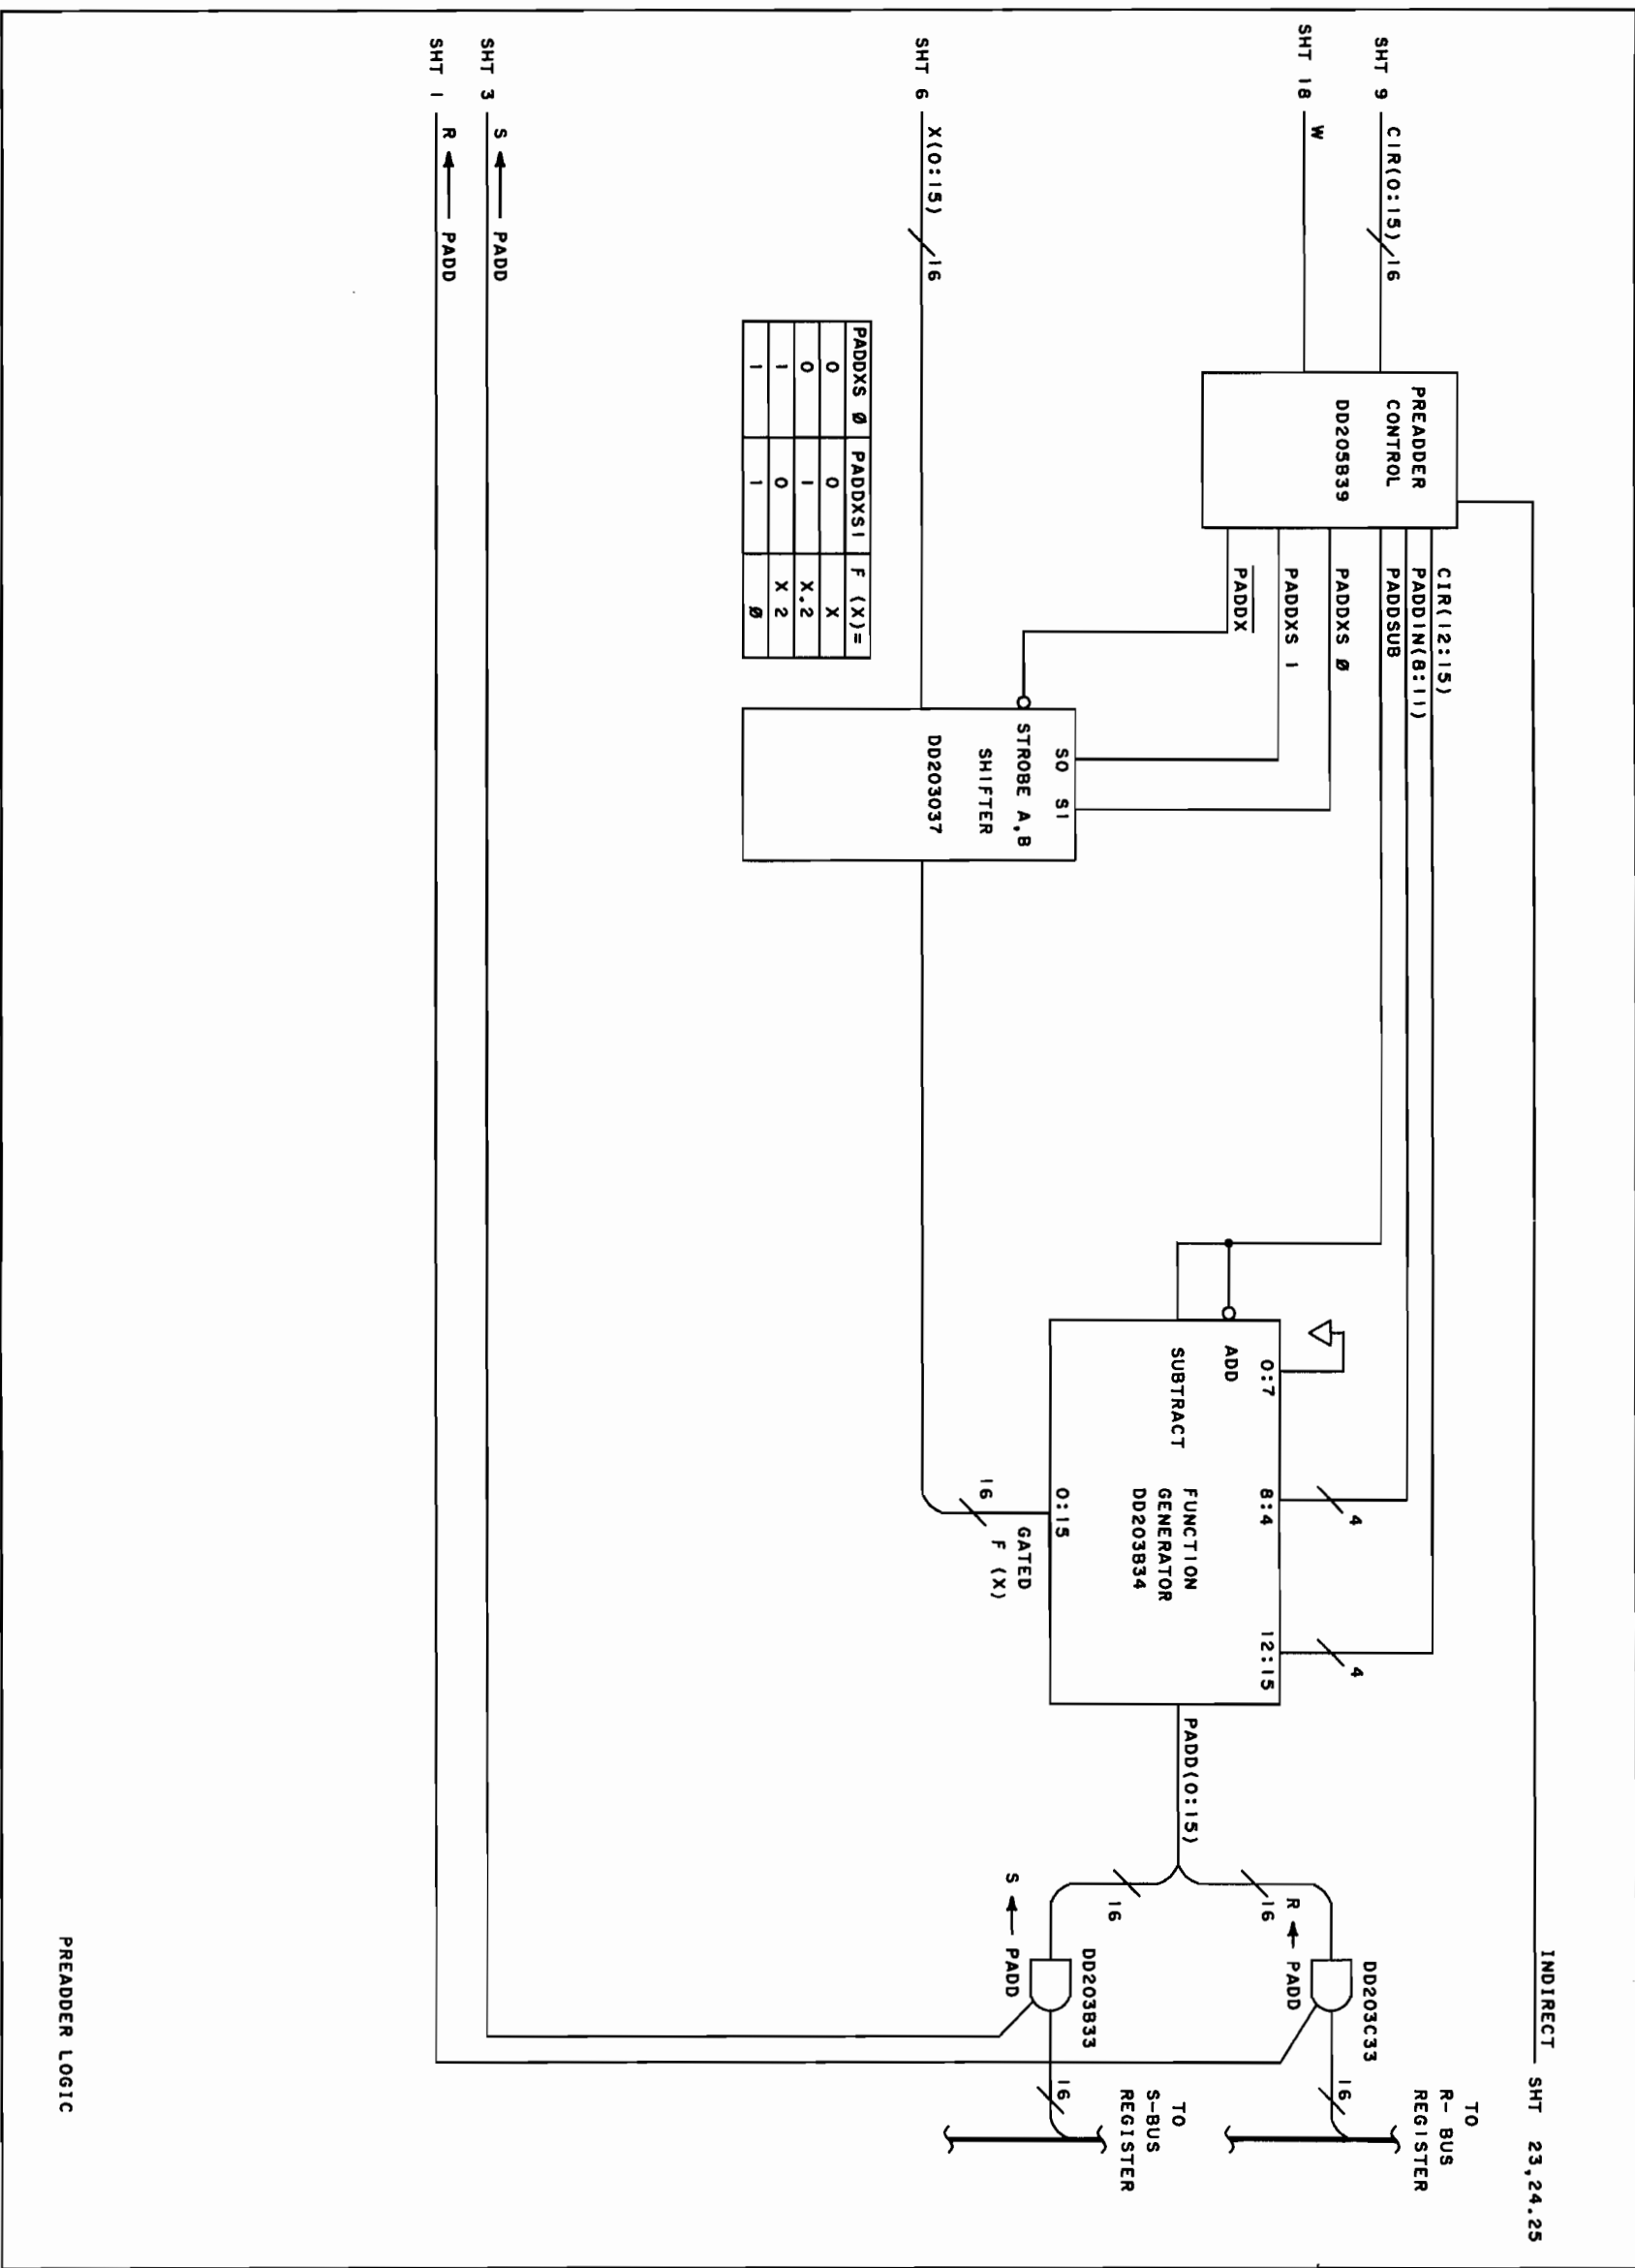 INDIRECT SHT 23,24.25
SHT 9
CIR(0:15)
16
SHT 18
W
PREADDER
CONTROL
DD205B39
CIR(12:15)
PADDIN(8:11)
PADDSUB
PADDXS Ø
PADDXS 1
PADDX
SHT 6
X(0:15)
16
PADDXS Ø PADDXS1 F (X)=
0 0 X
0 1 X.2
1 0 X 2
1 1 Ø
S0 S1
STROBE A,B
SHIFTER
DD203037
0:7 8:4 12:15
4
4
ADD
SUBTRACT
FUNCTION
GENERATOR
DD203B34
0:15
16
GATED
F (X)
PADD(0:15)
16
16
R ← PADD
DD203C33
16
TO
R- BUS
REGISTER
S ← PADD
DD203B33
16
TO
S-BUS
REGISTER
SHT 3
S ← PADD
SHT 1
R ← PADD
PREADDER LOGIC